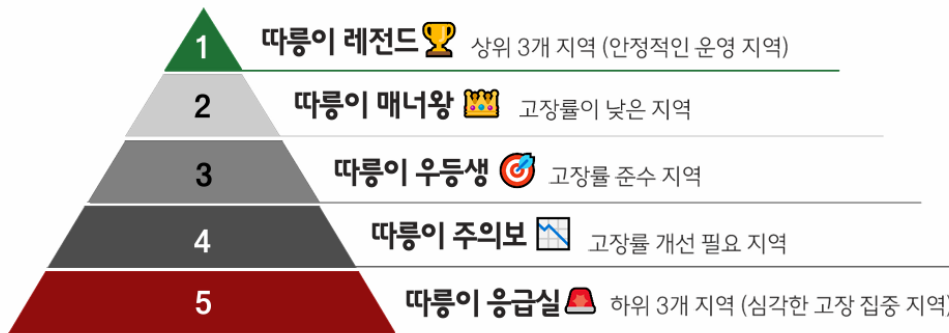 1 따릉이 레전드🏆 상위 3개 지역 (안정적인 운영 지역)
2 따릉이 매너왕 👑 고장률이 낮은 지역
3 따릉이 우등생 🎯 고장률 준수 지역
4 따릉이 주의보 📉 고장률 개선 필요 지역
5 따릉이 응급실🚨 하위 3개 지역 (심각한 고장 집중 지역)